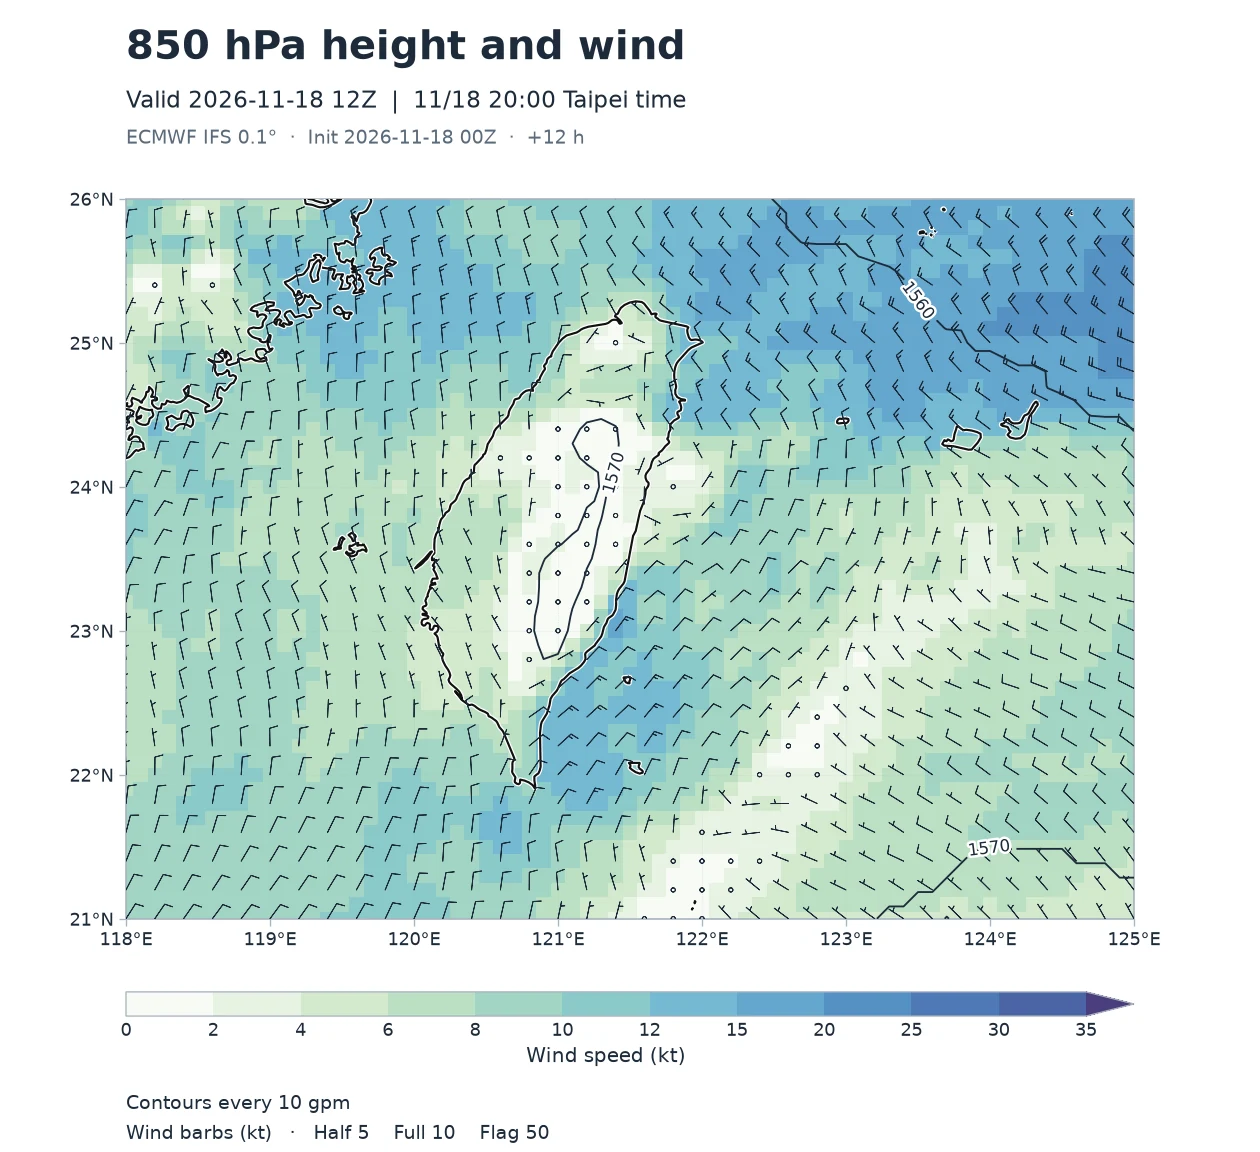 850 hPa height and wind
Valid 2026-11-18 12Z | 11/18 20:00 Taipei time
ECMWF IFS 0.1° · Init 2026-11-18 00Z · +12 h
26°N
25°N
24°N
23°N
22°N
21°N
1560
1570
1570
118°E 119°E 120°E 121°E 122°E 123°E 124°E 125°E
0 2 4 6 8 10 12 15 20 25 30 35
Wind speed (kt)
Contours every 10 gpm
Wind barbs (kt) · Half 5 Full 10 Flag 50